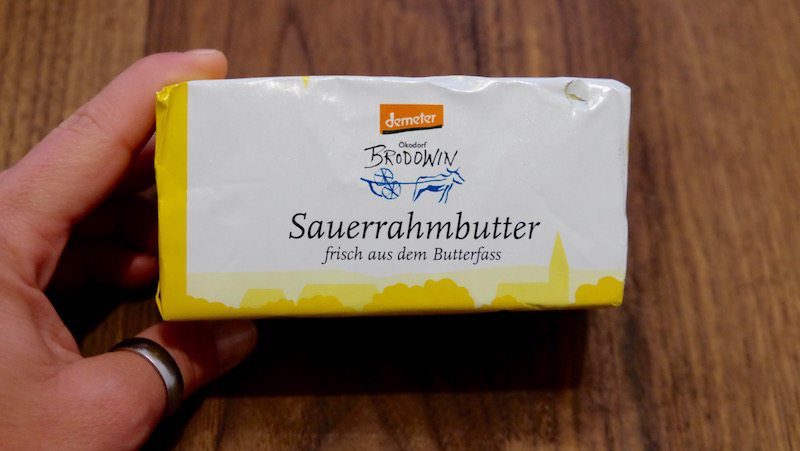 demeter
Ökodorf
BRODOWIN
Sauerrahmbutter
frisch aus dem Butterfass